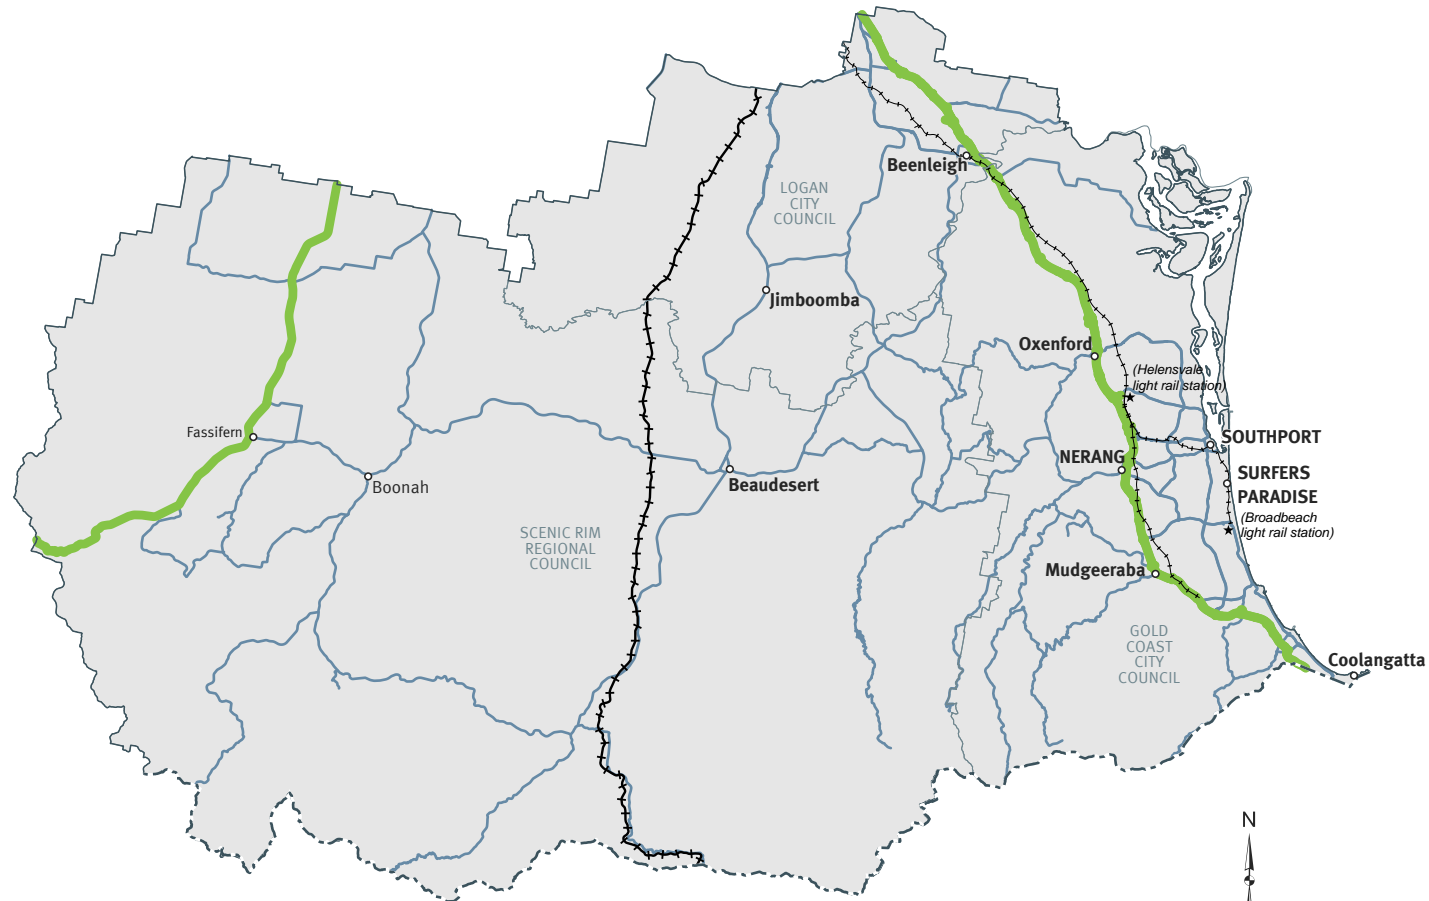 Beenleigh
LOGAN
CITY
COUNCIL
Jimboomba
Oxenford
(Helensvale
light rail station)
Fassifern
SOUTHPORT
NERANG
SURFERS
PARADISE
Boonah
Beaudesert
(Broadbeach
light rail station)
SCENIC RIM
REGIONAL
COUNCIL
Mudgeeraba
GOLD
COAST
CITY
COUNCIL
Coolangatta
N